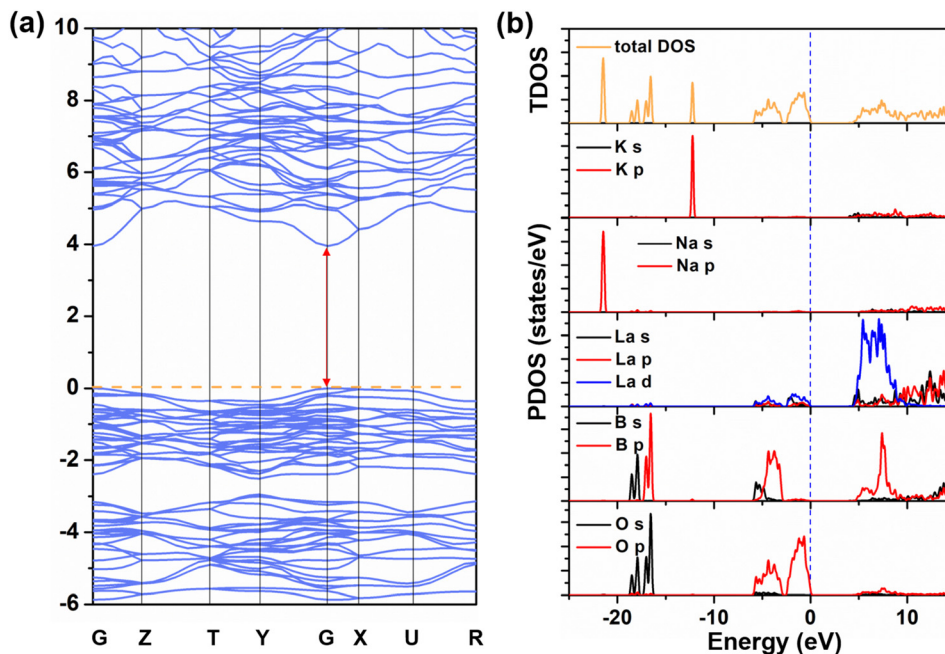 (a)
10
8
6
4
2
0
-2
-4
-6
G Z T Y G X U R
(b)
TDOS
total DOS
PDOS (states/eV)
K s
K p
Na s
Na p
La s
La p
La d
B s
B p
O s
O p
-20 -10 0 10
Energy (eV)